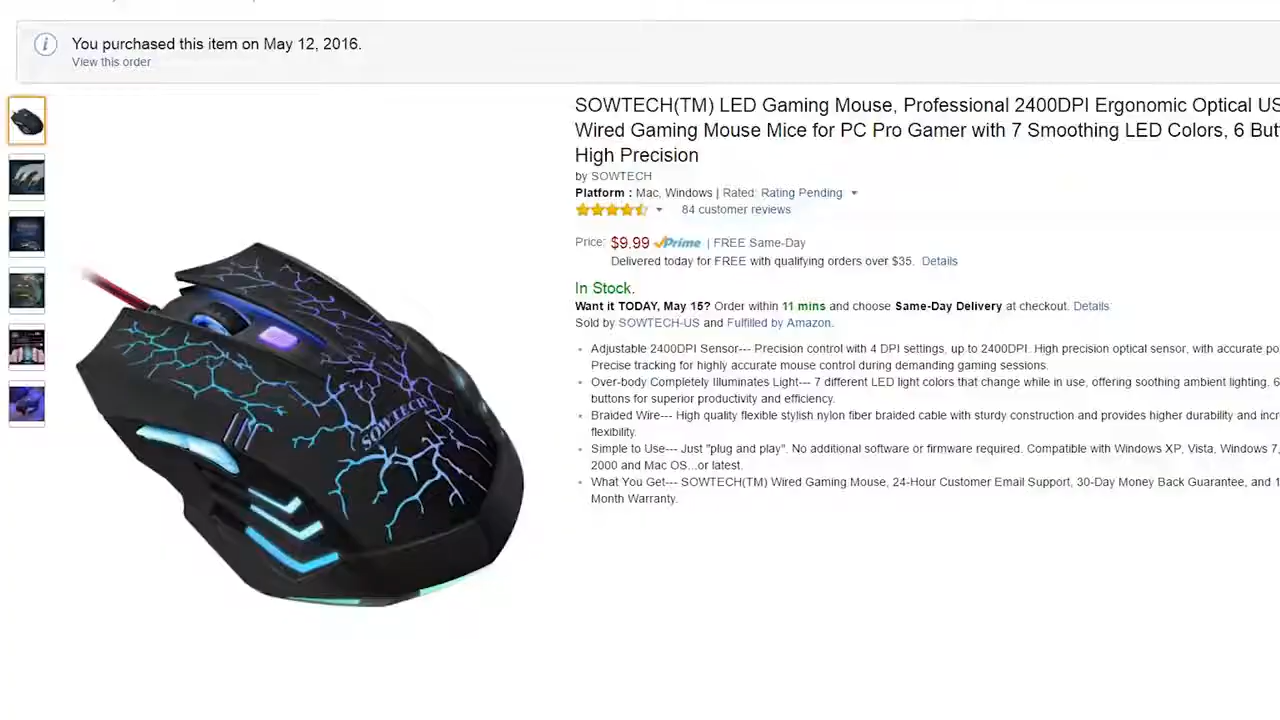 You purchased this item on May 12, 2016.
View this order
SOWTECH(TM) LED Gaming Mouse, Professional 2400DPI Ergonomic Optical US
Wired Gaming Mouse Mice for PC Pro Gamer with 7 Smoothing LED Colors, 6 But
High Precision
by SOWTECH
Platform : Mac, Windows | Rated: Rating Pending
84 customer reviews
Price: $9.99 Prime | FREE Same-Day
Delivered today for FREE with qualifying orders over $35. Details
In Stock.
Want it TODAY, May 15? Order within 11 mins and choose Same-Day Delivery at checkout. Details
Sold by SOWTECH-US and Fulfilled by Amazon.
Adjustable 2400DPI Sensor--- Precision control with 4 DPI settings, up to 2400DPI. High precision optical sensor, with accurate po
Precise tracking for highly accurate mouse control during demanding gaming sessions.
Over-body Completely Illuminates Light--- 7 different LED light colors that change while in use, offering soothing ambient lighting. 6
buttons for superior productivity and efficiency.
Braided Wire--- High quality flexible stylish nylon fiber braided cable with sturdy construction and provides higher durability and incr
flexibility.
Simple to Use--- Just "plug and play". No additional software or firmware required. Compatible with Windows XP, Vista, Windows 7,
2000 and Mac OS...or latest.
What You Get--- SOWTECH(TM) Wired Gaming Mouse, 24-Hour Customer Email Support, 30-Day Money Back Guarantee, and 1
Month Warranty.
SOWTECH